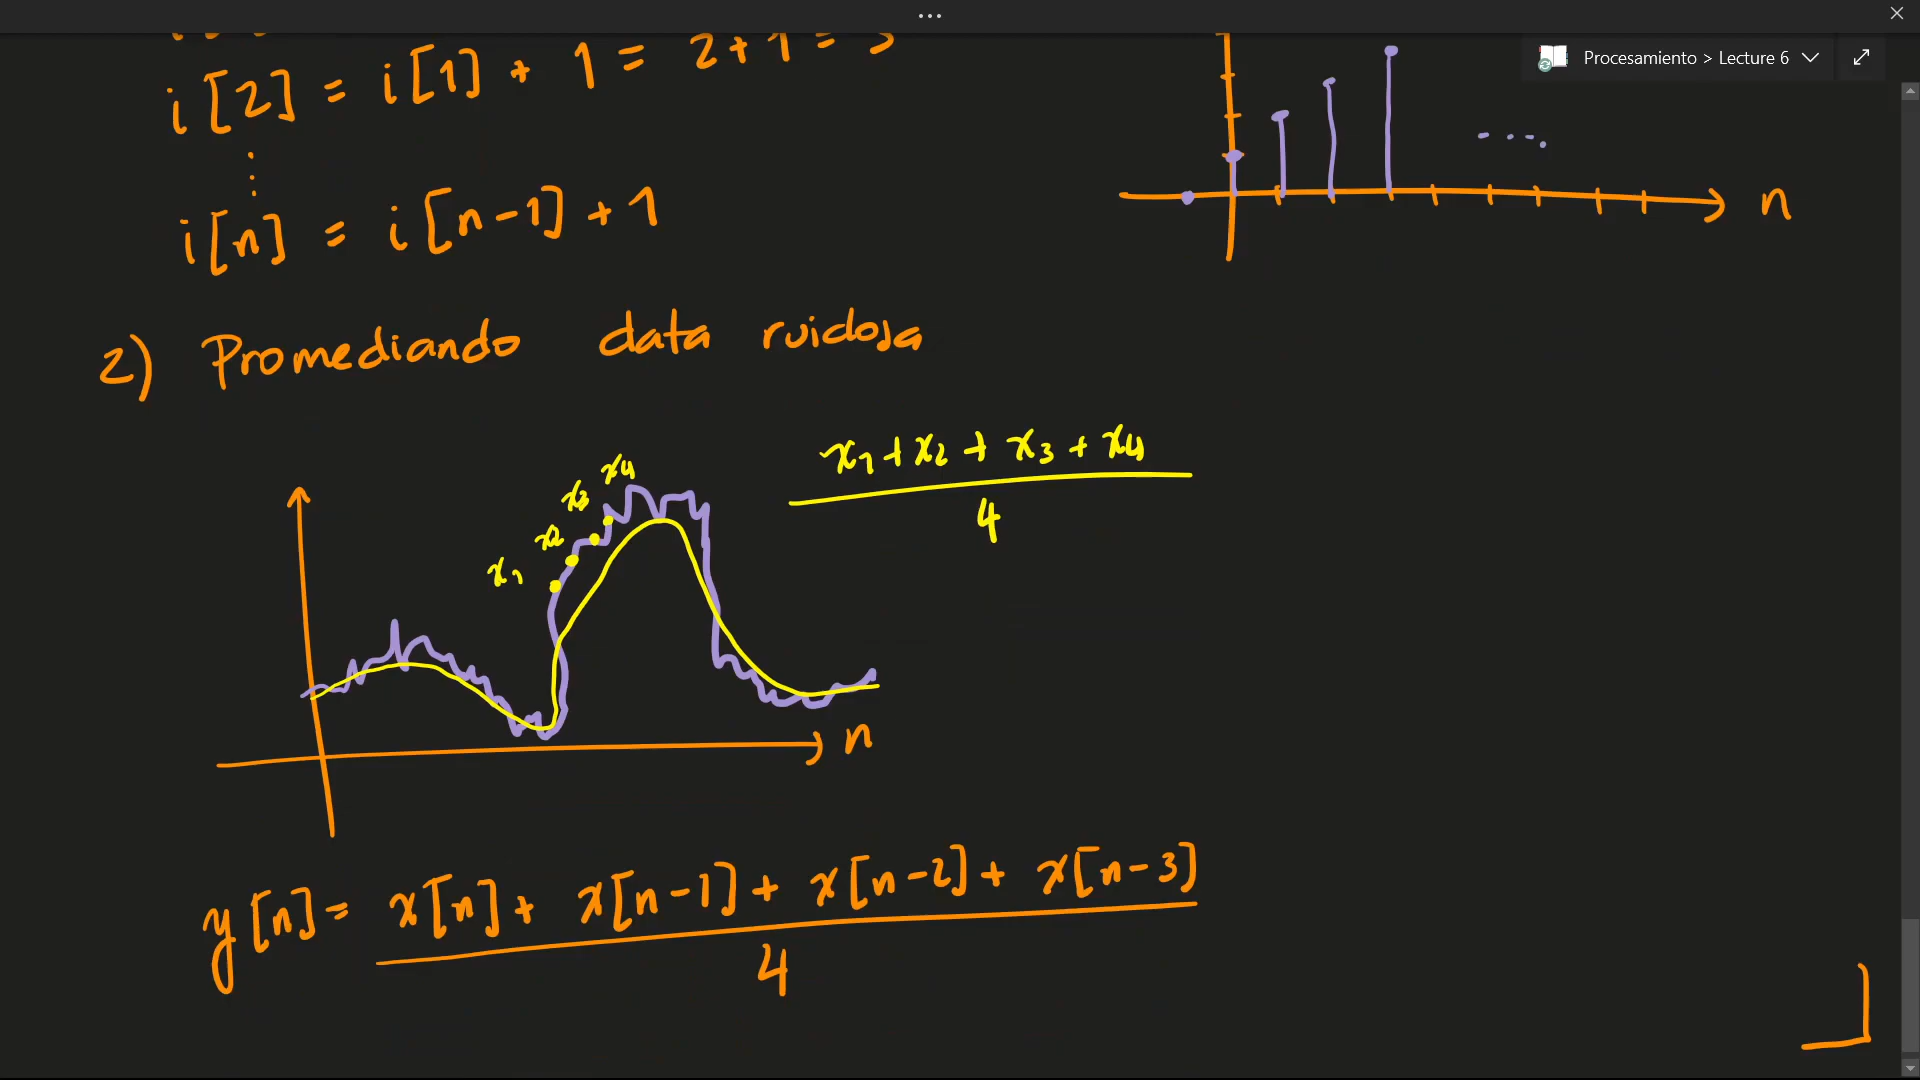 ...
Procesamiento > Lecture 6
i[2] = i[1] + 1 = 2+1 = 3
⋮
i[n] = i[n-1] + 1
n
2) Promediando data ruidosa
x1 + x2 + x3 + x4
4
x1 x2 x3 x4
n
y[n] = x[n] + x[n-1] + x[n-2] + x[n-3]
4